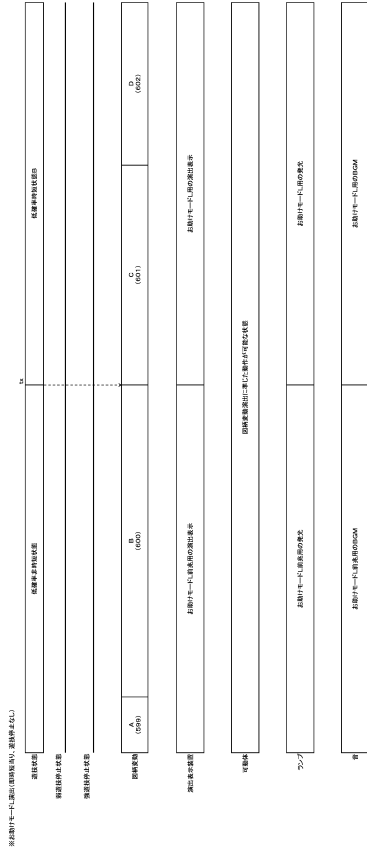 ※お助けモードL演出(即時短当り、遊技停止なし)
tx
遊技状態
低確率非時短状態
低確率時短状態B
弱遊技停止状態
強遊技停止状態
図柄変動
A
(599)
B
(600)
C
(601)
D
(602)
演出表示装置
お助けモードL前兆用の演出表示
お助けモードL用の演出表示
可動体
図柄変動演出に準じた動作が可能な状態
ランプ
お助けモードL前兆用の発光
お助けモードL用の発光
音
お助けモードL前兆用のBGM
お助けモードL用のBGM